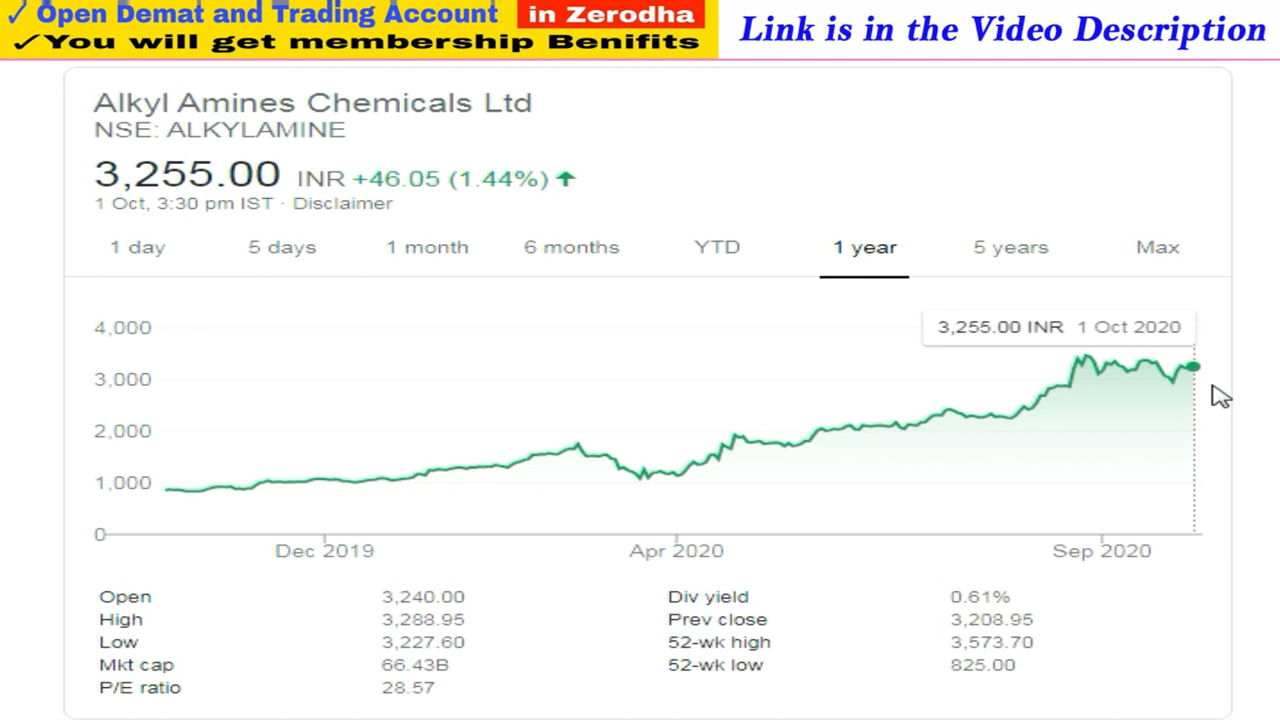 ✓ Open Demat and Trading Account in Zerodha
✓You will get membership Benifits
Link is in the Video Description
Alkyl Amines Chemicals Ltd
NSE: ALKYLAMINE
3,255.00 INR +46.05 (1.44%) ↑
1 Oct, 3:30 pm IST · Disclaimer
1 day 5 days 1 month 6 months YTD 1 year 5 years Max
3,255.00 INR 1 Oct 2020
4,000
3,000
2,000
1,000
0
Dec 2019 Apr 2020 Sep 2020
Open 3,240.00 Div yield 0.61%
High 3,288.95 Prev close 3,208.95
Low 3,227.60 52-wk high 3,573.70
Mkt cap 66.43B 52-wk low 825.00
P/E ratio 28.57